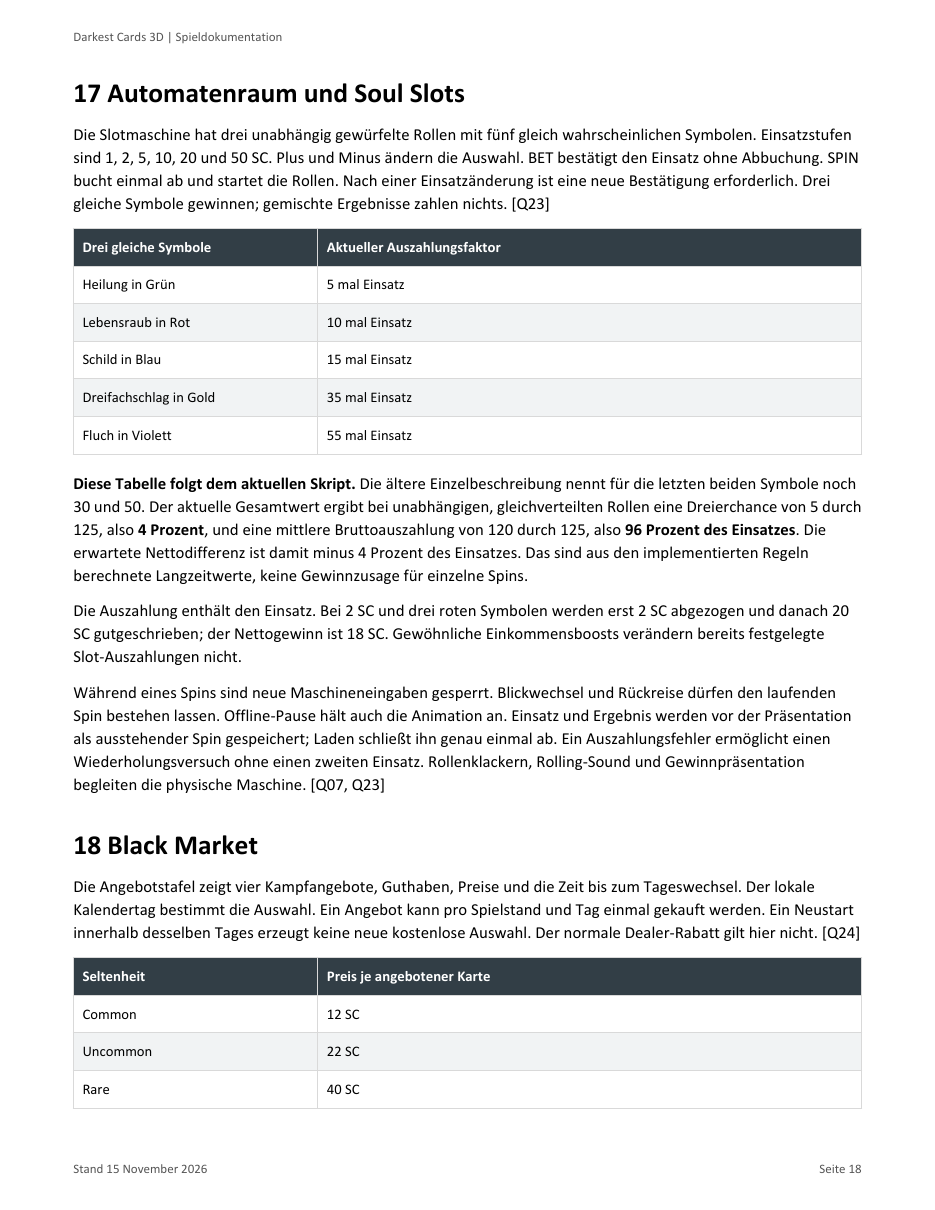 Darkest Cards 3D | Spieldokumentation
17 Automatenraum und Soul Slots
Die Slotmaschine hat drei unabhängig gewürfelte Rollen mit fünf gleich wahrscheinlichen Symbolen. Einsatzstufen
sind 1, 2, 5, 10, 20 und 50 SC. Plus und Minus ändern die Auswahl. BET bestätigt den Einsatz ohne Abbuchung. SPIN
bucht einmal ab und startet die Rollen. Nach einer Einsatzänderung ist eine neue Bestätigung erforderlich. Drei
gleiche Symbole gewinnen; gemischte Ergebnisse zahlen nichts. [Q23]
Drei gleiche Symbole Aktueller Auszahlungsfaktor
Heilung in Grün 5 mal Einsatz
Lebensraub in Rot 10 mal Einsatz
Schild in Blau 15 mal Einsatz
Dreifachschlag in Gold 35 mal Einsatz
Fluch in Violett 55 mal Einsatz
Diese Tabelle folgt dem aktuellen Skript. Die ältere Einzelbeschreibung nennt für die letzten beiden Symbole noch
30 und 50. Der aktuelle Gesamtwert ergibt bei unabhängigen, gleichverteilten Rollen eine Dreierchance von 5 durch
125, also 4 Prozent, und eine mittlere Bruttoauszahlung von 120 durch 125, also 96 Prozent des Einsatzes. Die
erwartete Nettodifferenz ist damit minus 4 Prozent des Einsatzes. Das sind aus den implementierten Regeln
berechnete Langzeitwerte, keine Gewinnzusage für einzelne Spins.
Die Auszahlung enthält den Einsatz. Bei 2 SC und drei roten Symbolen werden erst 2 SC abgezogen und danach 20
SC gutgeschrieben; der Nettogewinn ist 18 SC. Gewöhnliche Einkommensboosts verändern bereits festgelegte
Slot-Auszahlungen nicht.
Während eines Spins sind neue Maschineneingaben gesperrt. Blickwechsel und Rückreise dürfen den laufenden
Spin bestehen lassen. Offline-Pause hält auch die Animation an. Einsatz und Ergebnis werden vor der Präsentation
als ausstehender Spin gespeichert; Laden schließt ihn genau einmal ab. Ein Auszahlungsfehler ermöglicht einen
Wiederholungsversuch ohne einen zweiten Einsatz. Rollenklackern, Rolling-Sound und Gewinnpräsentation
begleiten die physische Maschine. [Q07, Q23]
18 Black Market
Die Angebotstafel zeigt vier Kampfangebote, Guthaben, Preise und die Zeit bis zum Tageswechsel. Der lokale
Kalendertag bestimmt die Auswahl. Ein Angebot kann pro Spielstand und Tag einmal gekauft werden. Ein Neustart
innerhalb desselben Tages erzeugt keine neue kostenlose Auswahl. Der normale Dealer-Rabatt gilt hier nicht. [Q24]
Seltenheit Preis je angebotener Karte
Common 12 SC
Uncommon 22 SC
Rare 40 SC
Stand 15 November 2026 Seite 18